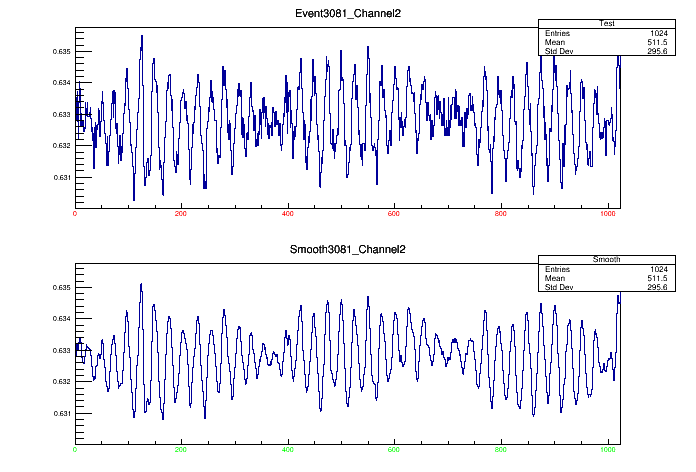 Event3081_Channel2
Test
Entries 1024
Mean 511.5
Std Dev 295.6
0.635
0.634
0.633
0.632
0.631
0 200 400 600 800 1000
Smooth3081_Channel2
Smooth
Entries 1024
Mean 511.5
Std Dev 295.6
0.635
0.634
0.633
0.632
0.631
0 200 400 600 800 1000